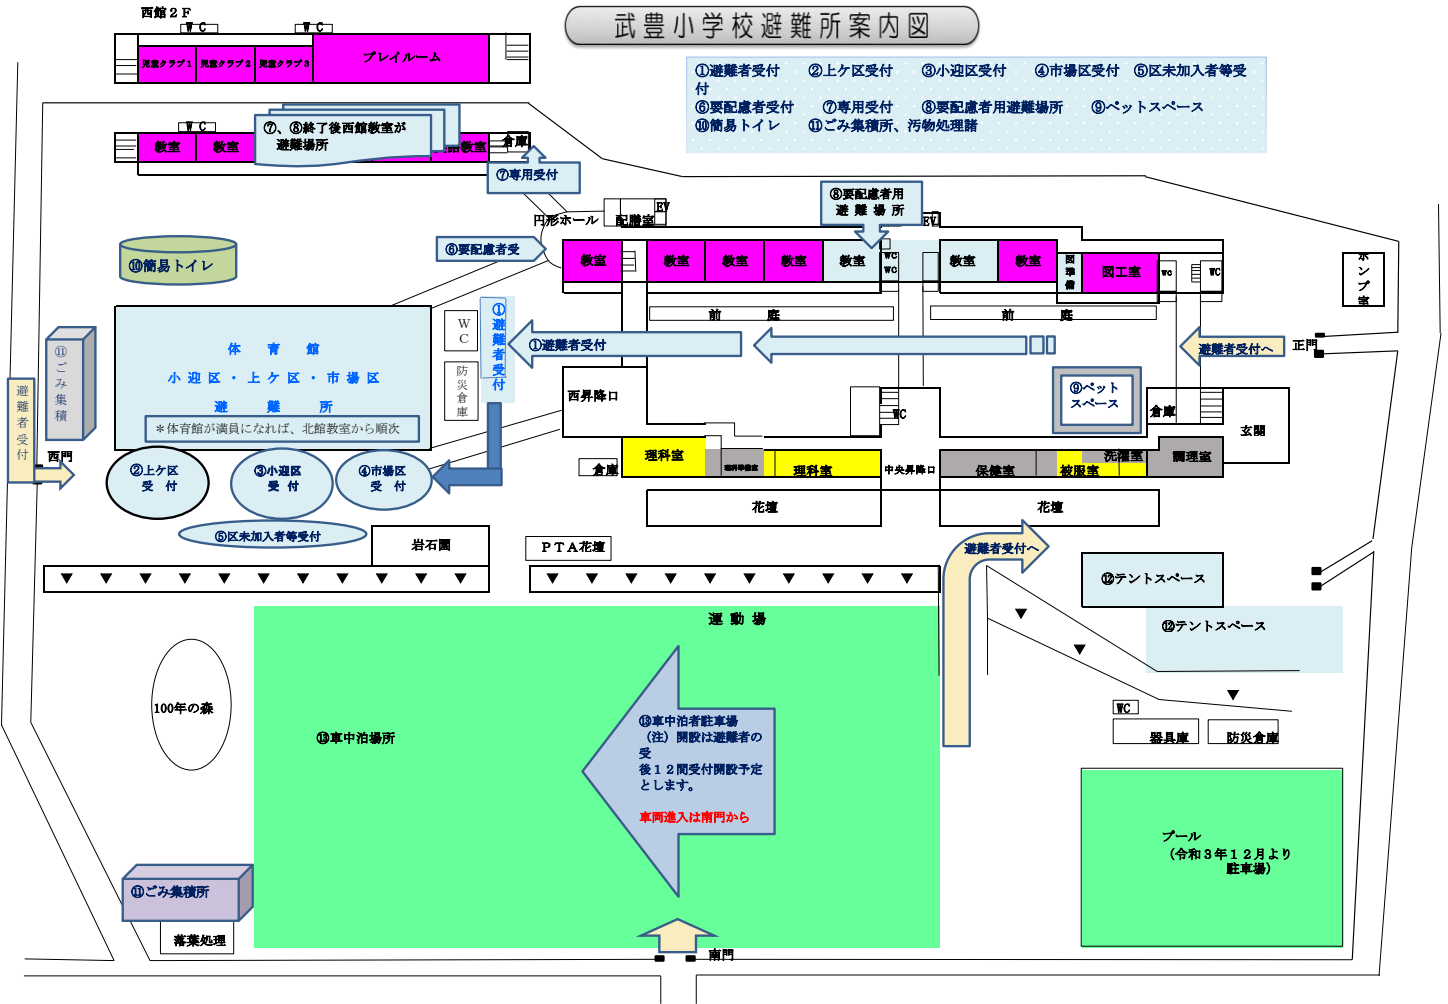 西館２Ｆ
ＷＣ
ＷＣ
武豊小学校避難所案内図
児童クラブ１
児童クラブ２
児童クラブ３
プレイルーム
①避難者受付　②上ケ区受付　③小迎区受付　④市場区受付　⑤区未加入者等受
付
⑥要配慮者受付　⑦専用受付　⑧要配慮者用避難場所　⑨ペットスペース
⑩簡易トイレ　⑪ごみ集積所、汚物処理諸
ＷＣ
教室
教室
⑦、⑧終了後西館教室が
避難場所
教室
倉庫
⑦専用受付
⑧要配慮者用
避難場所
円形ホール
配膳室
EV
EV
⑥要配慮者受
⑩簡易トイレ
教室
教室
教室
教室
教室
WC
WC
教室
教室
図
準
備
図工室
WC
WC
ポ
ンプ
室
前　庭
前　庭
①避難者受付
ＷＣ
①避難者受付
避難者受付へ
正門
体育館
小迎区・上ケ区・市場区
避難所
＊体育館が満員になれば、北館教室から順次
防災倉庫
⑪ごみ集積
避難者受付
西門
西昇降口
⑨ペット
スペース
倉庫
玄関
WC
②上ケ区
受　付
③小迎区
受　付
④市場区
受　付
⑤区未加入者等受付
倉庫
理科室
理科準備室
理科室
中央昇降口
保健室
被服室
洗濯室
調理室
花壇
花壇
岩石園
ＰＴＡ花壇
避難者受付へ
⑫テントスペース
⑫テントスペース
運動場
100年の森
⑬車中泊場所
⑬車中泊者駐車場
（注）開設は避難者の
受
後１２間受付開設予定
とします。
車両進入は南門から
WC
器具庫
防災倉庫
プール
（令和３年１２月より
駐車場）
⑪ごみ集積所
落葉処理
南門